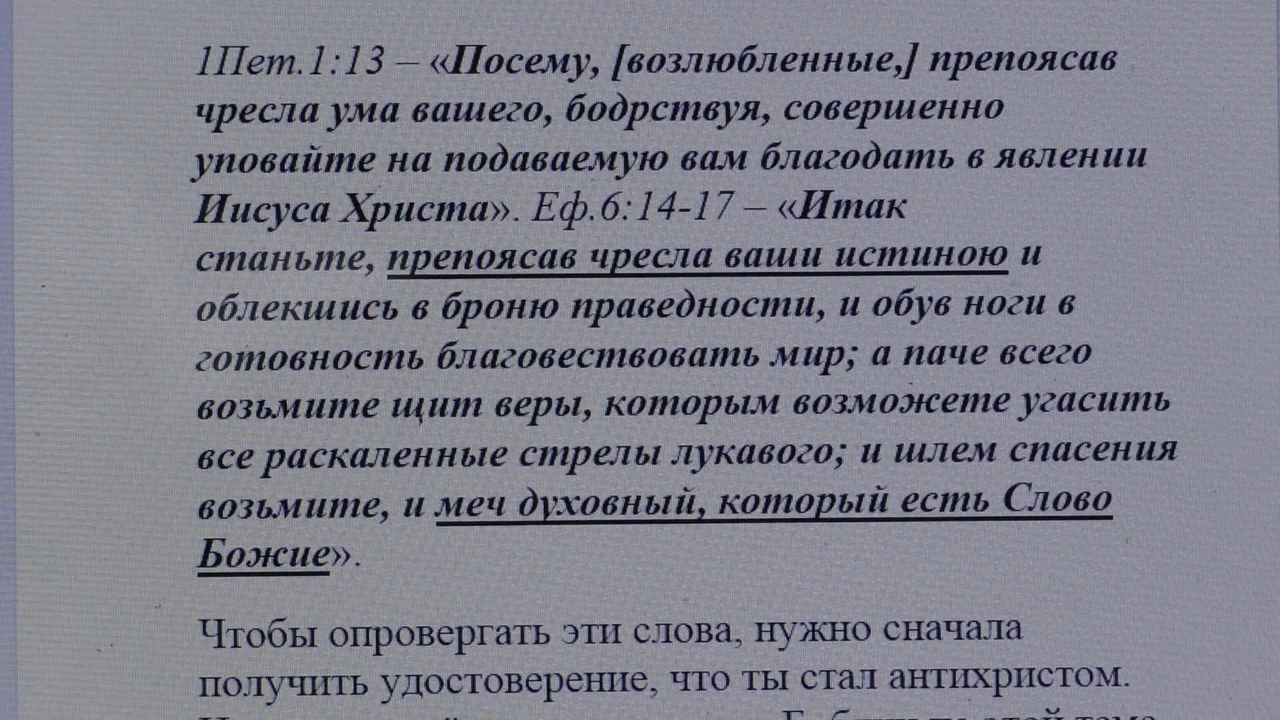 1Пет.1:13 – «Посему, [возлюбленные,] препоясав
чресла ума вашего, бодрствуя, совершенно
уповайте на подаваемую вам благодать в явлении
Иисуса Христа». Еф.6:14-17 – «Итак
станьте, препоясав чресла ваши истиною и
облекшись в броню праведности, и обув ноги в
готовность благовествовать мир; а паче всего
возьмите щит веры, которым возможете угасить
все раскаленные стрелы лукавого; и шлем спасения
возьмите, и меч духовный, который есть Слово
Божие».
Чтобы опровергать эти слова, нужно сначала
получить удостоверение, что ты стал антихристом.